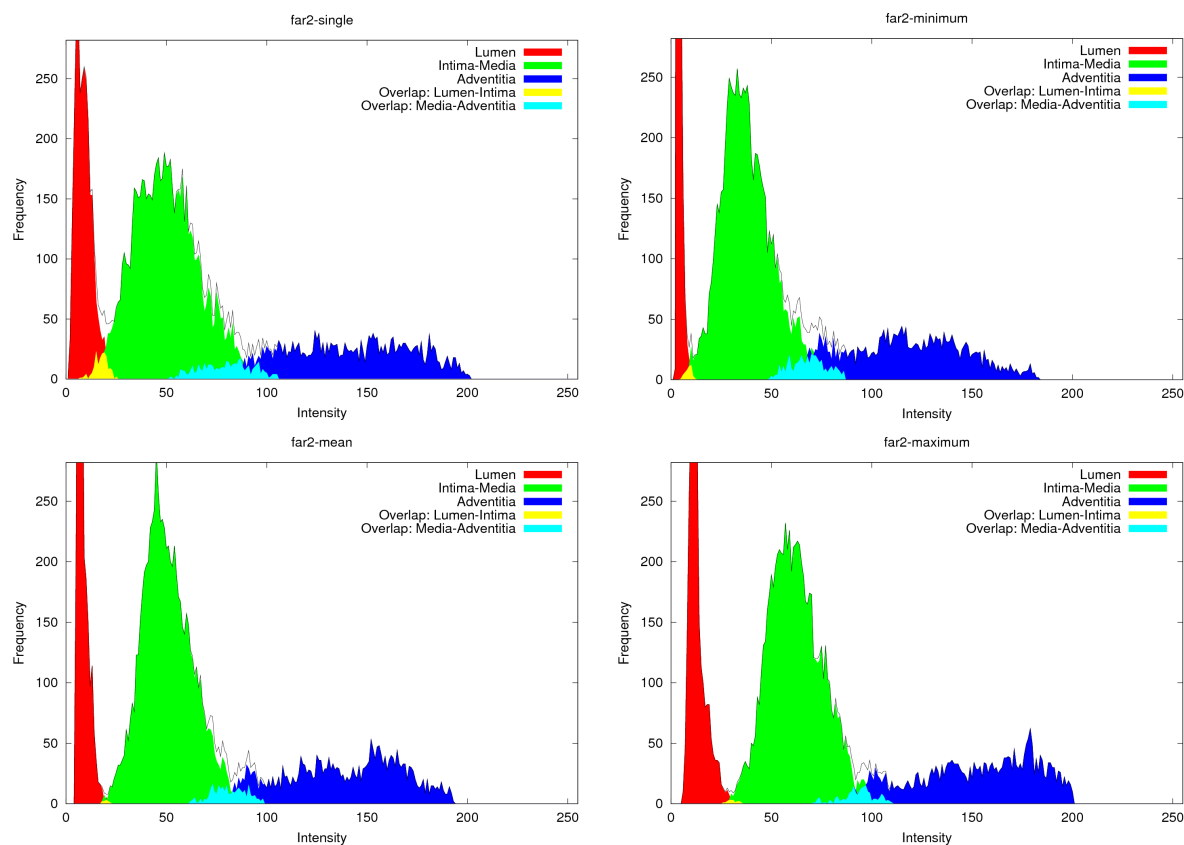 far2-single
Lumen
Intima-Media
Adventitia
Overlap: Lumen-Intima
Overlap: Media-Adventitia
250
200
150
100
50
0
Frequency
0 50 100 150 200 250
Intensity
far2-minimum
Lumen
Intima-Media
Adventitia
Overlap: Lumen-Intima
Overlap: Media-Adventitia
250
200
150
100
50
0
Frequency
0 50 100 150 200 250
Intensity
far2-mean
Lumen
Intima-Media
Adventitia
Overlap: Lumen-Intima
Overlap: Media-Adventitia
250
200
150
100
50
0
Frequency
0 50 100 150 200 250
Intensity
far2-maximum
Lumen
Intima-Media
Adventitia
Overlap: Lumen-Intima
Overlap: Media-Adventitia
250
200
150
100
50
0
Frequency
0 50 100 150 200 250
Intensity